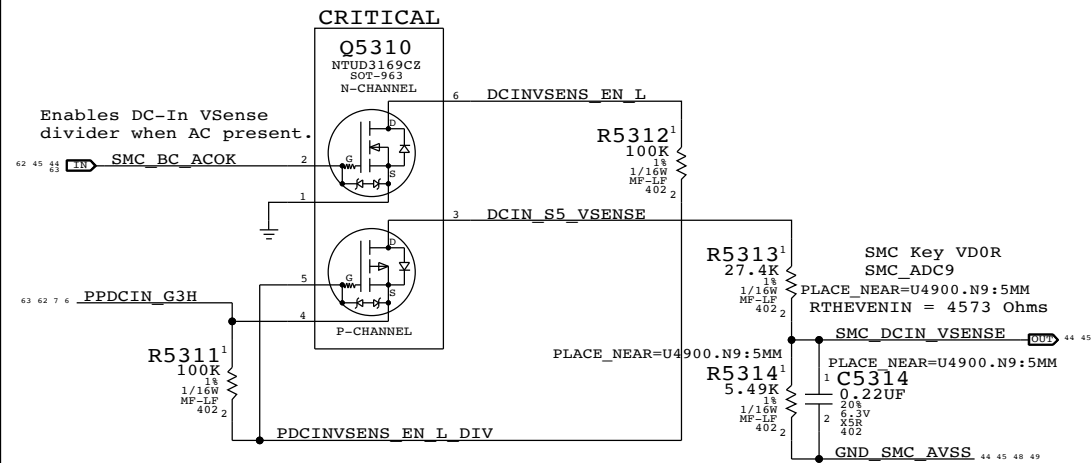 CRITICAL
Q5310
NTUD3169CZ
SOT-963
N-CHANNEL
6
DCINVSENS_EN_L
Enables DC-In VSense
divider when AC present.
D
R5312
1
100K
1%
1/16W
MF-LF
402
2
62 45 44
63
IN
SMC_BC_ACOK
2
G
S
1
3
DCIN_S5_VSENSE
D
R5313
1
27.4K
1%
1/16W
MF-LF
402
2
SMC Key VD0R
SMC_ADC9
PLACE_NEAR=U4900.N9:5MM
RTHEVENIN = 4573 Ohms
5
G
S
63 62 7 6
PPDCIN_G3H
4
P-CHANNEL
SMC_DCIN_VSENSE
OUT
44 45
R5311
1
100K
1%
1/16W
MF-LF
402
2
PLACE_NEAR=U4900.N9:5MM
R5314
1
5.49K
1%
1/16W
MF-LF
402
2
PLACE_NEAR=U4900.N9:5MM
1
C5314
0.22UF
20%
6.3V
X5R
402
2
PDCINVSENS_EN_L_DIV
GND_SMC_AVSS
44 45 48 49